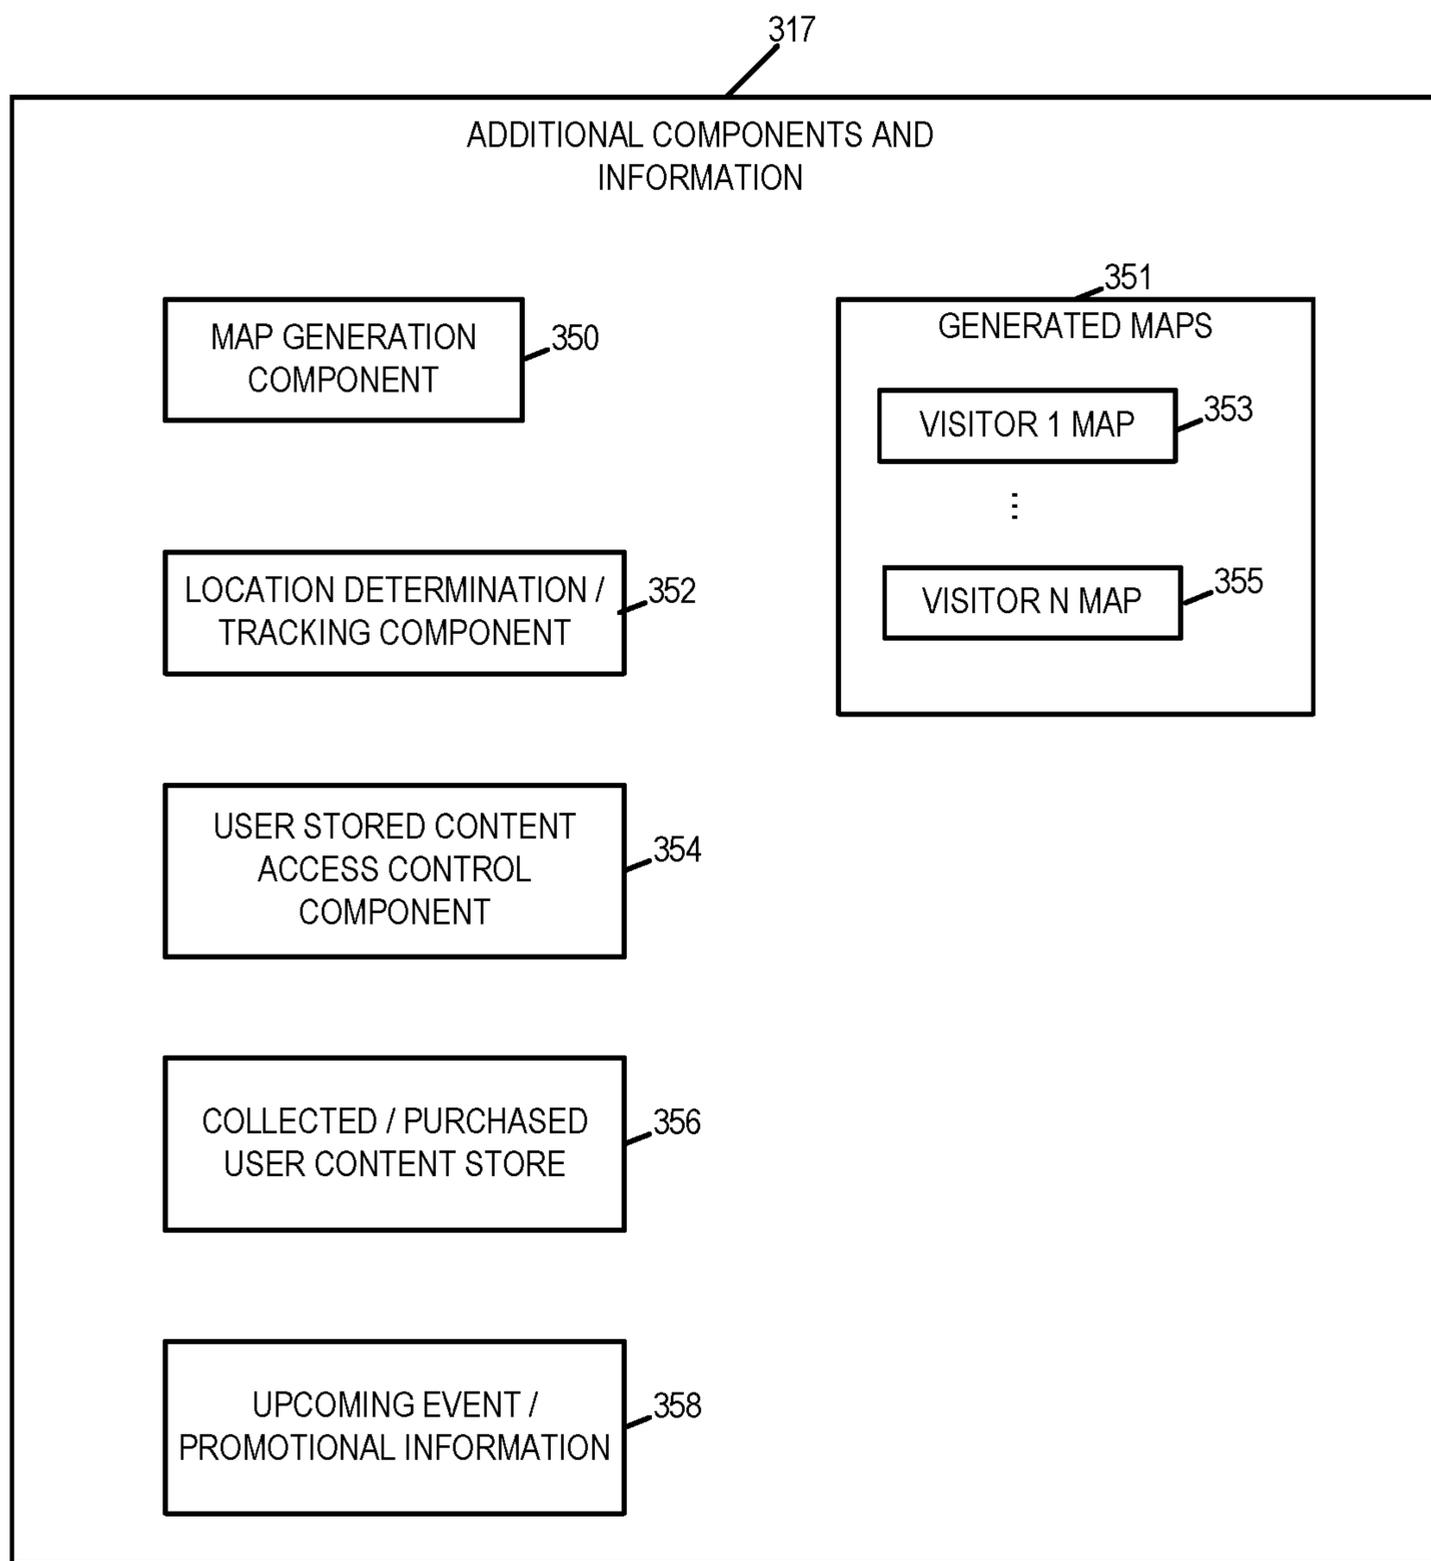 317
ADDITIONAL COMPONENTS AND
INFORMATION
MAP GENERATION
COMPONENT
350
351
GENERATED MAPS
VISITOR 1 MAP
353
...
VISITOR N MAP
355
LOCATION DETERMINATION /
TRACKING COMPONENT
352
USER STORED CONTENT
ACCESS CONTROL
COMPONENT
354
COLLECTED / PURCHASED
USER CONTENT STORE
356
UPCOMING EVENT /
PROMOTIONAL INFORMATION
358